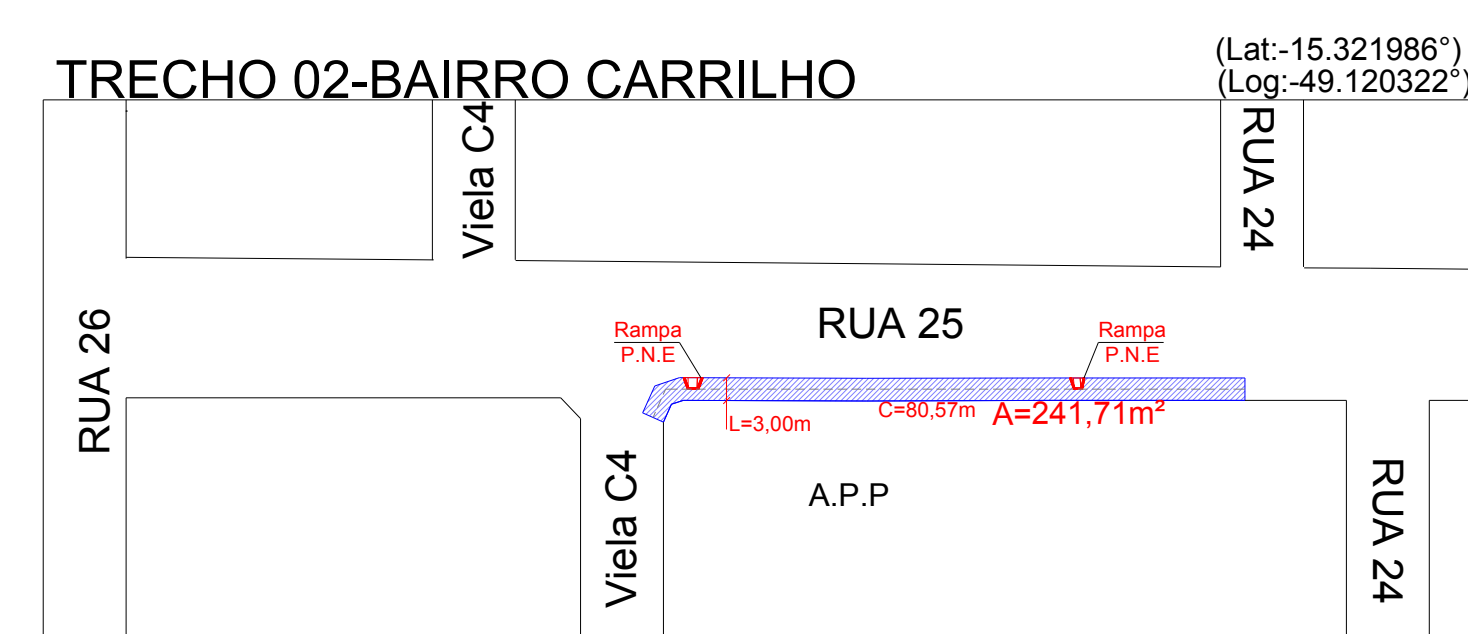 TRECHO 02-BAIRRO CARRILHO
(Lat:-15.321986°)
(Log:-49.120322°)
Viela C4
RUA 24
RUA 26
RUA 25
Rampa
P.N.E
Rampa
P.N.E
L=3,00m
C=80,57m
A=241,71m²
A.P.P
Viela C4
RUA 24